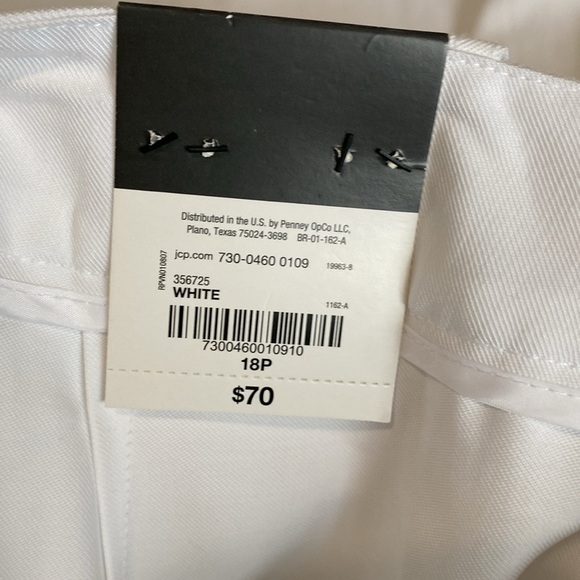 Distributed in the U.S. by Penney OpCo LLC,
Plano, Texas 75024-3698 BR-01-162-A
jcp.com 730-0460 0109 19963-8
RPVN010807
356725
WHITE 1162-A
7300460010910
18P
$70